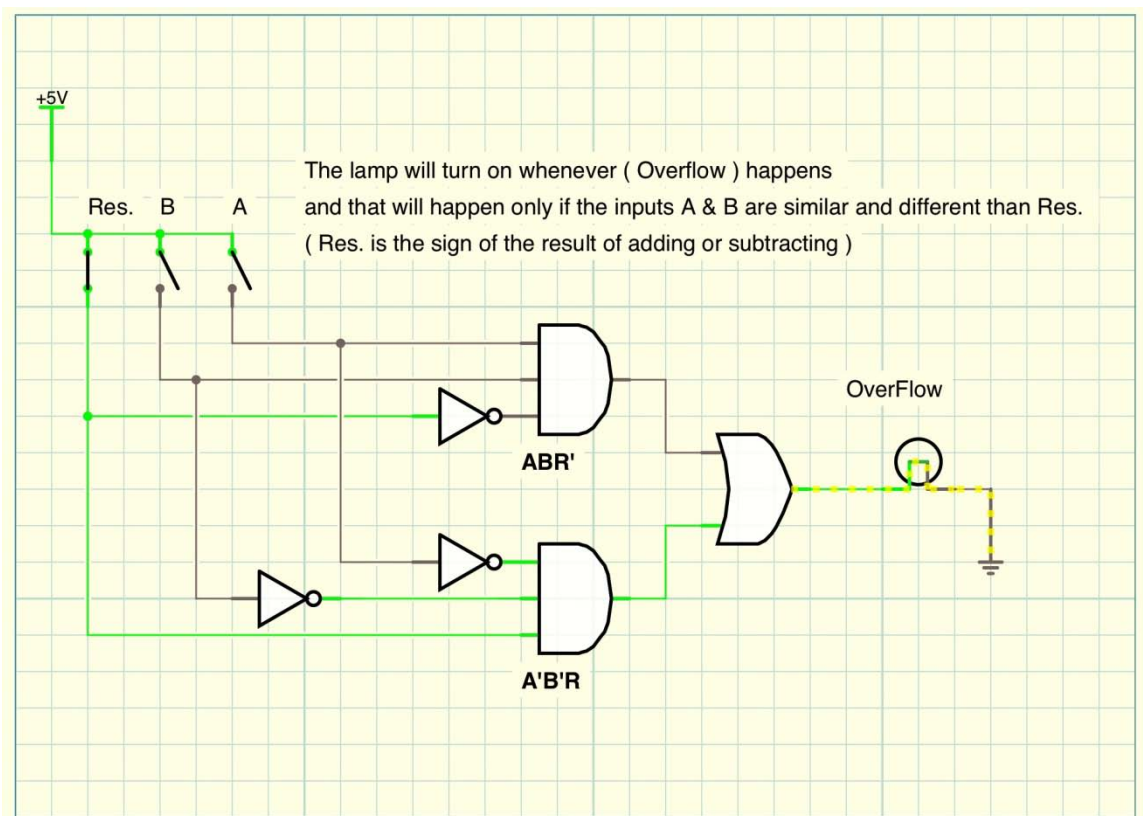 +5V
The lamp will turn on whenever ( Overflow ) happens
Res. B A
and that will happen only if the inputs A & B are similar and different than Res.
( Res. is the sign of the result of adding or subtracting )
OverFlow
ABR'
A'B'R